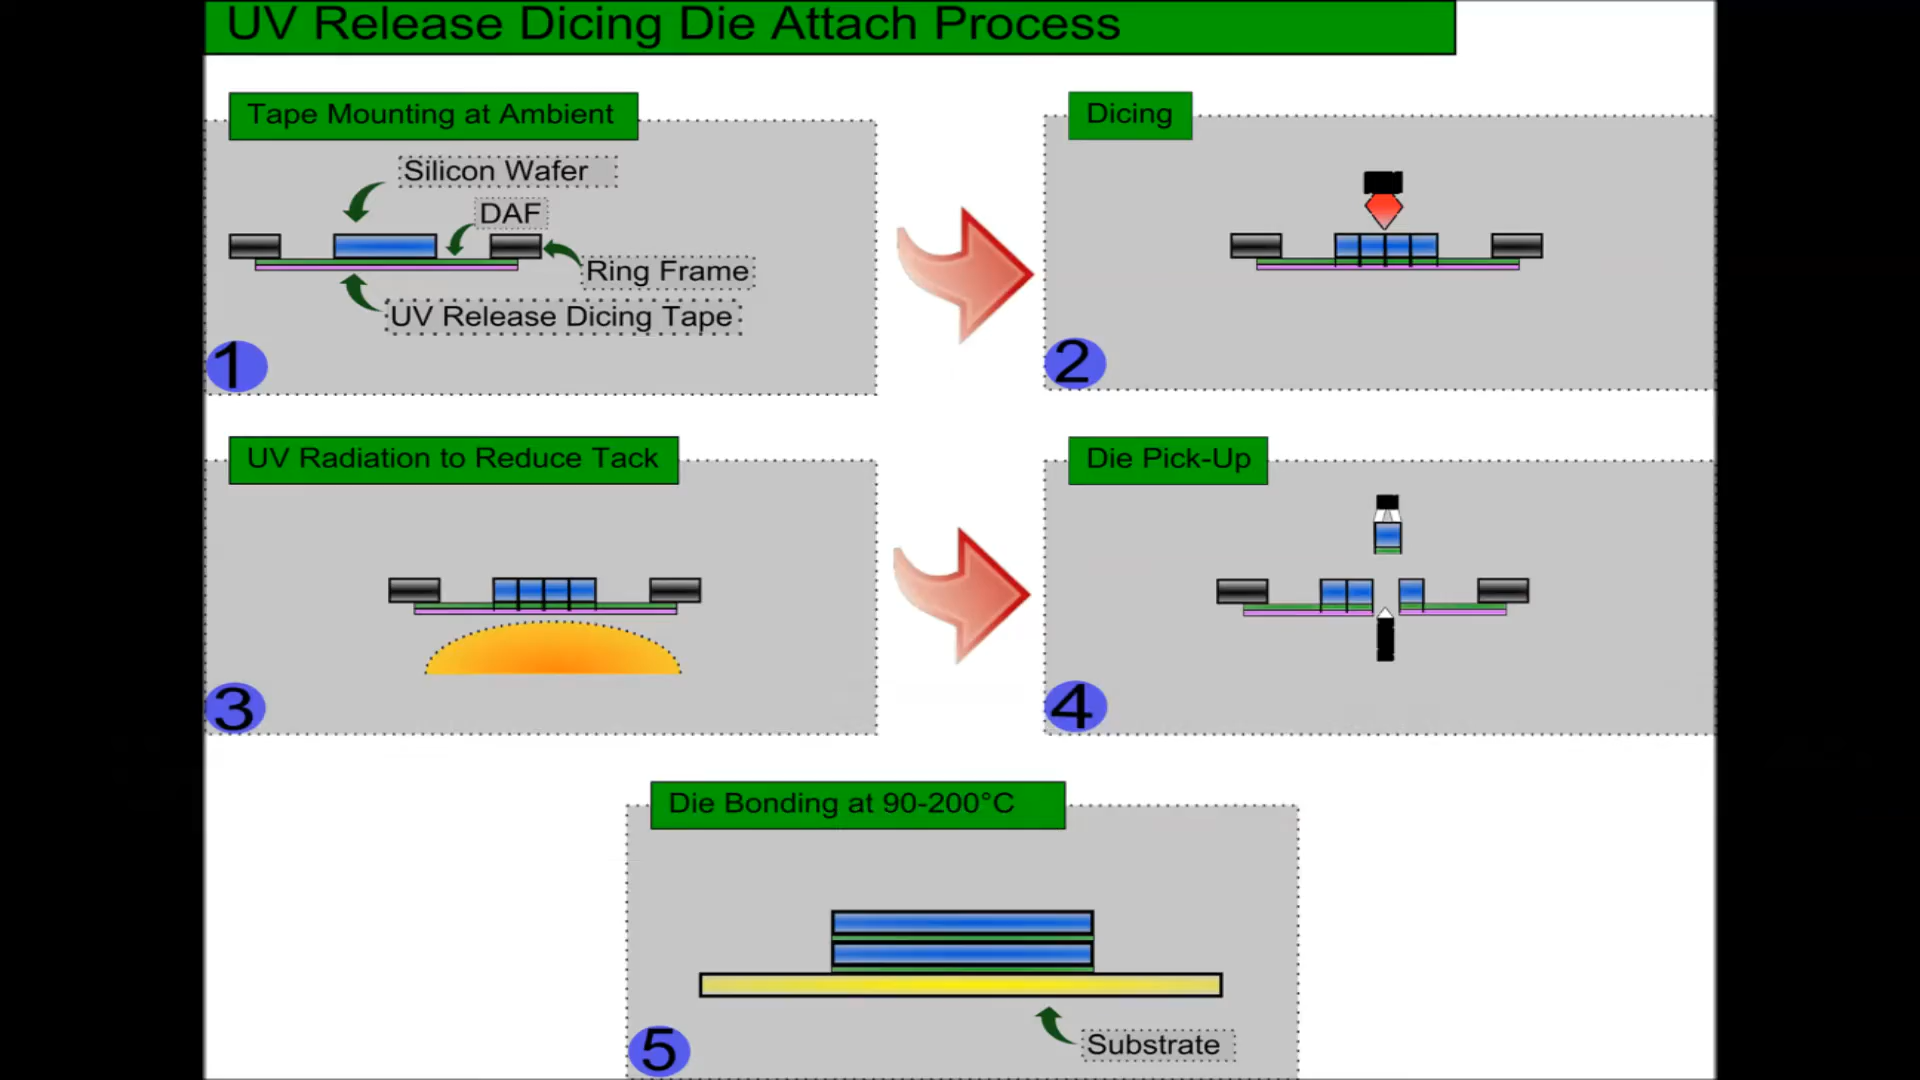 UV Release Dicing Die Attach Process
Tape Mounting at Ambient
Silicon Wafer
DAF
Ring Frame
UV Release Dicing Tape
1
Dicing
2
UV Radiation to Reduce Tack
3
Die Pick-Up
4
Die Bonding at 90-200°C
Substrate
5